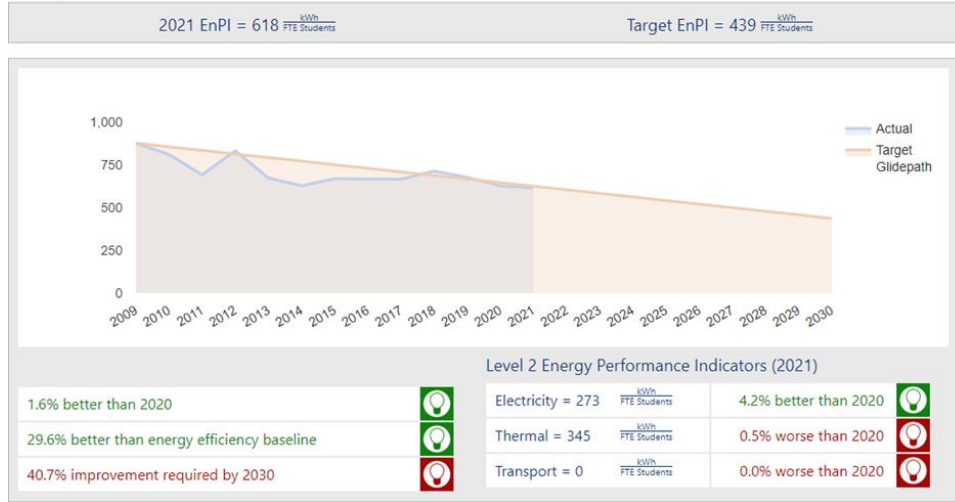 2021 EnPI = 618 kWh/FTE Students
Target EnPI = 439 kWh/FTE Students
1,000
750
500
250
0
2009 2010 2011 2012 2013 2014 2015 2016 2017 2018 2019 2020 2021 2022 2023 2024 2025 2026 2027 2028 2029 2030
Actual
Target
Glidepath
1.6% better than 2020
29.6% better than energy efficiency baseline
40.7% improvement required by 2030
Level 2 Energy Performance Indicators (2021)
Electricity = 273 kWh/FTE Students 4.2% better than 2020
Thermal = 345 kWh/FTE Students 0.5% worse than 2020
Transport = 0 kWh/FTE Students 0.0% worse than 2020